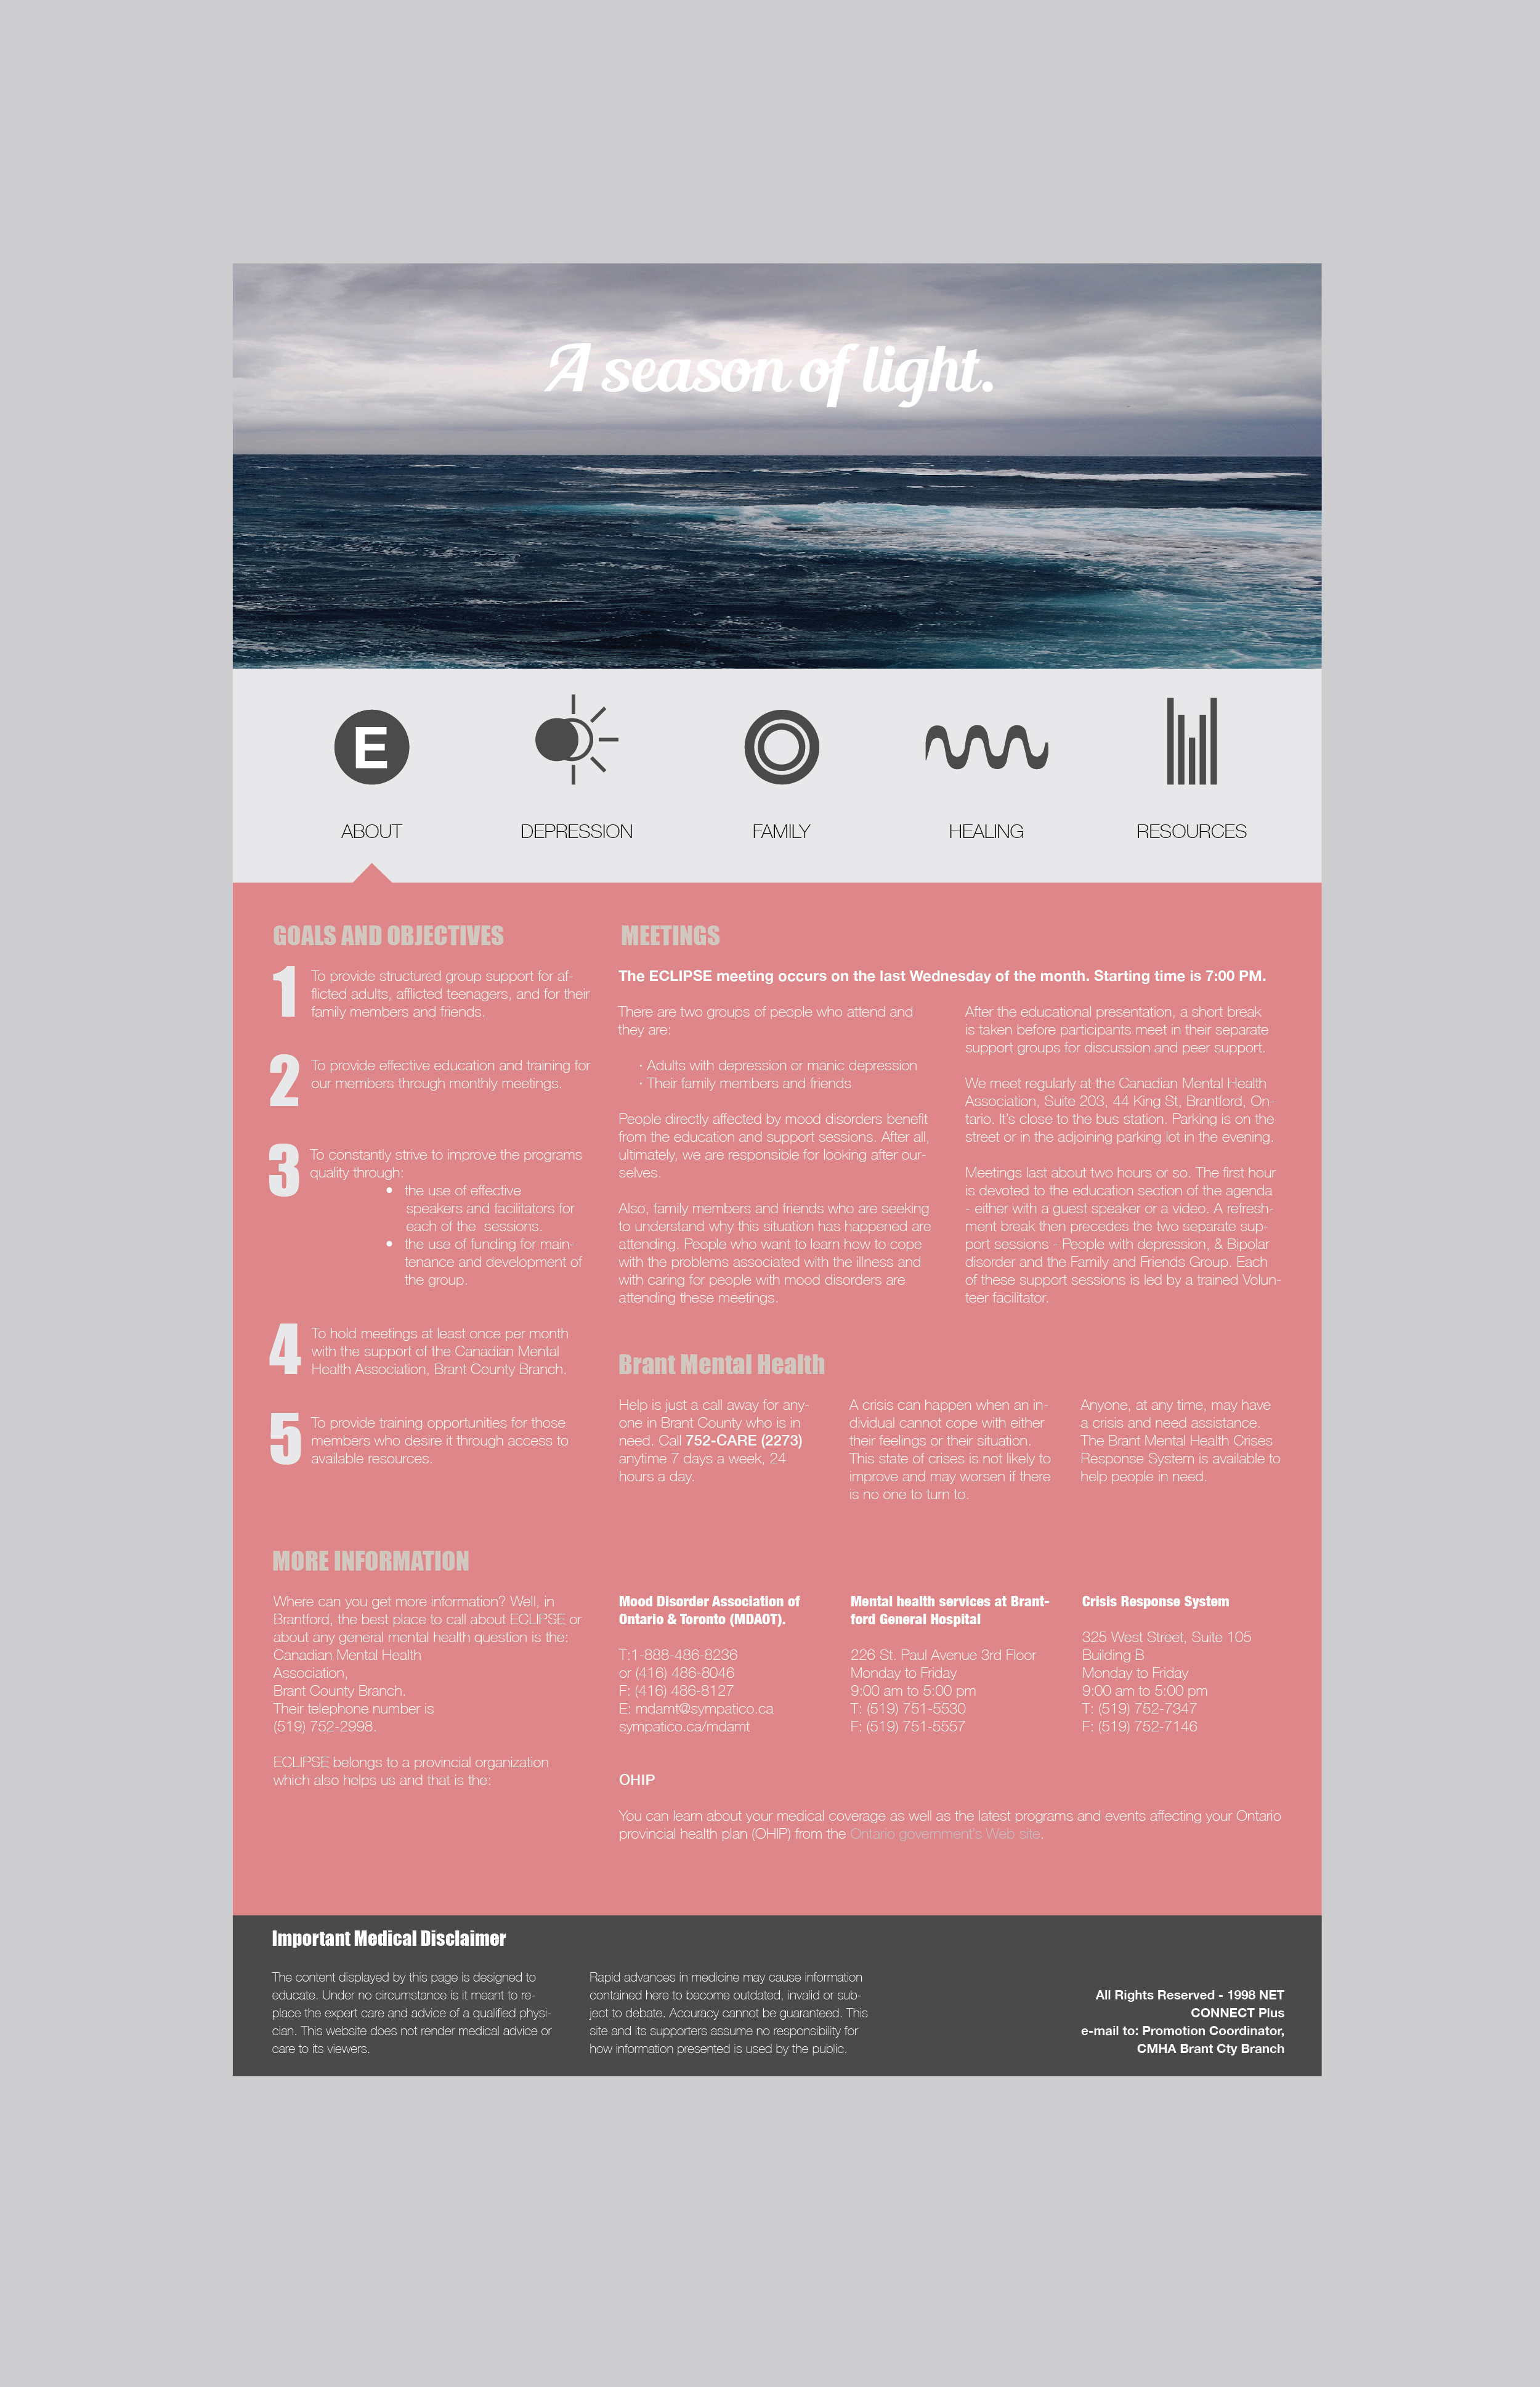 A season of light.
E
ABOUT
DEPRESSION
FAMILY
HEALING
RESOURCES
GOALS AND OBJECTIVES
1
To provide structured group support for af-
flicted adults, afflicted teenagers, and for their
family members and friends.
2
To provide effective education and training for
our members through monthly meetings.
3
To constantly strive to improve the programs
quality through:
• the use of effective
speakers and facilitators for
each of the sessions.
• the use of funding for main-
tenance and development of
the group.
4
To hold meetings at least once per month
with the support of the Canadian Mental
Health Association, Brant County Branch.
5
To provide training opportunities for those
members who desire it through access to
available resources.
MEETINGS
The ECLIPSE meeting occurs on the last Wednesday of the month. Starting time is 7:00 PM.
There are two groups of people who attend and
they are:
· Adults with depression or manic depression
· Their family members and friends
People directly affected by mood disorders benefit
from the education and support sessions. After all,
ultimately, we are responsible for looking after our-
selves.
Also, family members and friends who are seeking
to understand why this situation has happened are
attending. People who want to learn how to cope
with the problems associated with the illness and
with caring for people with mood disorders are
attending these meetings.
After the educational presentation, a short break
is taken before participants meet in their separate
support groups for discussion and peer support.
We meet regularly at the Canadian Mental Health
Association, Suite 203, 44 King St, Brantford, On-
tario. It's close to the bus station. Parking is on the
street or in the adjoining parking lot in the evening.
Meetings last about two hours or so. The first hour
is devoted to the education section of the agenda
- either with a guest speaker or a video. A refresh-
ment break then precedes the two separate sup-
port sessions - People with depression, & Bipolar
disorder and the Family and Friends Group. Each
of these support sessions is led by a trained Volun-
teer facilitator.
Brant Mental Health
Help is just a call away for any-
one in Brant County who is in
need. Call 752-CARE (2273)
anytime 7 days a week, 24
hours a day.
A crisis can happen when an in-
dividual cannot cope with either
their feelings or their situation.
This state of crises is not likely to
improve and may worsen if there
is no one to turn to.
Anyone, at any time, may have
a crisis and need assistance.
The Brant Mental Health Crises
Response System is available to
help people in need.
MORE INFORMATION
Where can you get more information? Well, in
Brantford, the best place to call about ECLIPSE or
about any general mental health question is the:
Canadian Mental Health
Association,
Brant County Branch.
Their telephone number is
(519) 752-2998.
ECLIPSE belongs to a provincial organization
which also helps us and that is the:
Mood Disorder Association of
Ontario & Toronto (MDAOT).
T:1-888-486-8236
or (416) 486-8046
F: (416) 486-8127
E: mdamt@sympatico.ca
sympatico.ca/mdamt
Mental health services at Brant-
ford General Hospital
226 St. Paul Avenue 3rd Floor
Monday to Friday
9:00 am to 5:00 pm
T: (519) 751-5530
F: (519) 751-5557
Crisis Response System
325 West Street, Suite 105
Building B
Monday to Friday
9:00 am to 5:00 pm
T: (519) 752-7347
F: (519) 752-7146
OHIP
You can learn about your medical coverage as well as the latest programs and events affecting your Ontario
provincial health plan (OHIP) from the Ontario government's Web site.
Important Medical Disclaimer
The content displayed by this page is designed to
educate. Under no circumstance is it meant to re-
place the expert care and advice of a qualified physi-
cian. This website does not render medical advice or
care to its viewers.
Rapid advances in medicine may cause information
contained here to become outdated, invalid or sub-
ject to debate. Accuracy cannot be guaranteed. This
site and its supporters assume no responsibility for
how information presented is used by the public.
All Rights Reserved - 1998 NET
CONNECT Plus
e-mail to: Promotion Coordinator,
CMHA Brant Cty Branch